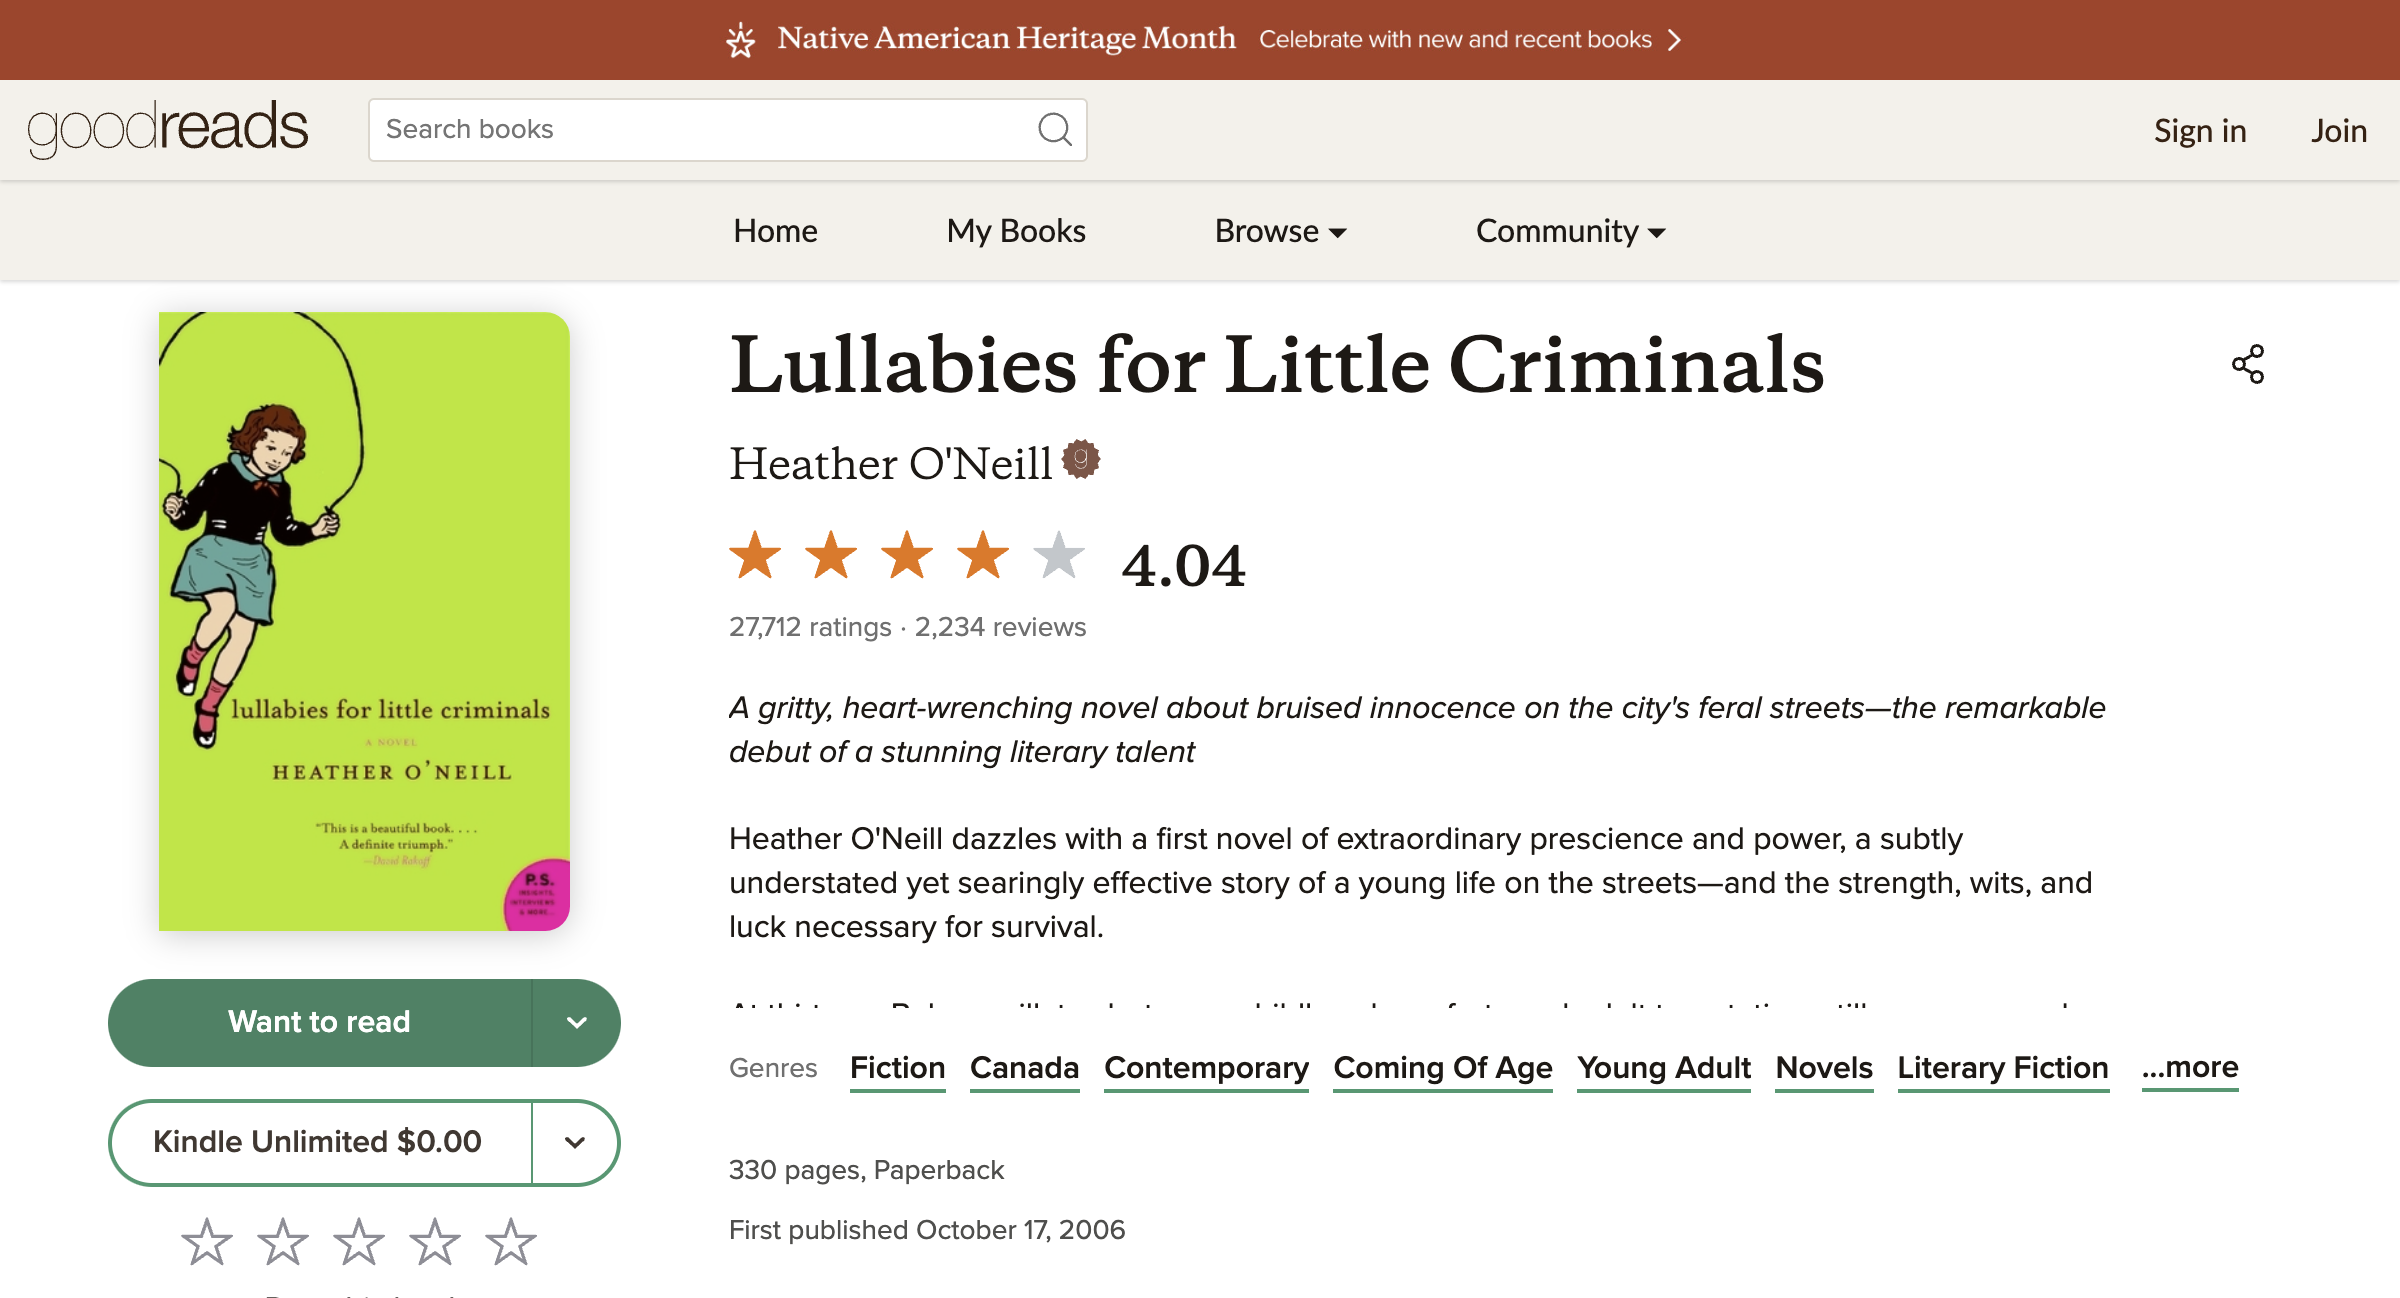 Native American Heritage Month Celebrate with new and recent books
goodreads
Search books
Sign in
Join
Home
My Books
Browse
Community
lullabies for little criminals
A NOVEL
HEATHER O'NEILL
"This is a beautiful book. . . .
A definite triumph."
—David Rakoff
P.S.
INSIGHTS,
INTERVIEWS
& MORE...
Want to read
Kindle Unlimited $0.00
Lullabies for Little Criminals
Heather O'Neill
4.04
27,712 ratings · 2,234 reviews
A gritty, heart-wrenching novel about bruised innocence on the city's feral streets—the remarkable
debut of a stunning literary talent
Heather O'Neill dazzles with a first novel of extraordinary prescience and power, a subtly
understated yet searingly effective story of a young life on the streets—and the strength, wits, and
luck necessary for survival.
Genres Fiction Canada Contemporary Coming Of Age Young Adult Novels Literary Fiction ...more
330 pages, Paperback
First published October 17, 2006